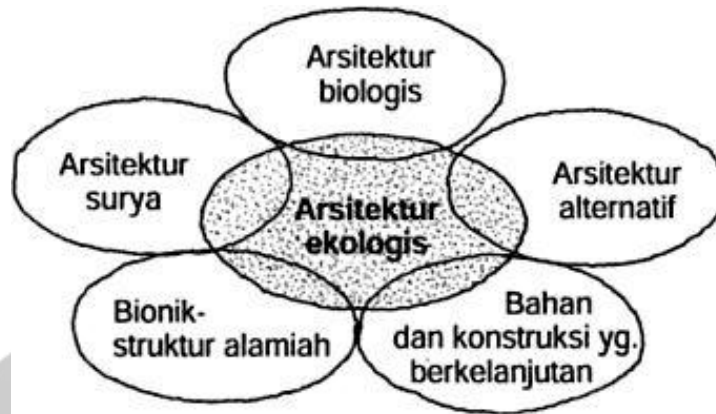 Arsitektur
biologis
Arsitektur
surya
Arsitektur
alternatif
Arsitektur
ekologis
Bionik-
struktur alamiah
Bahan
dan konstruksi yg.
berkelanjutan